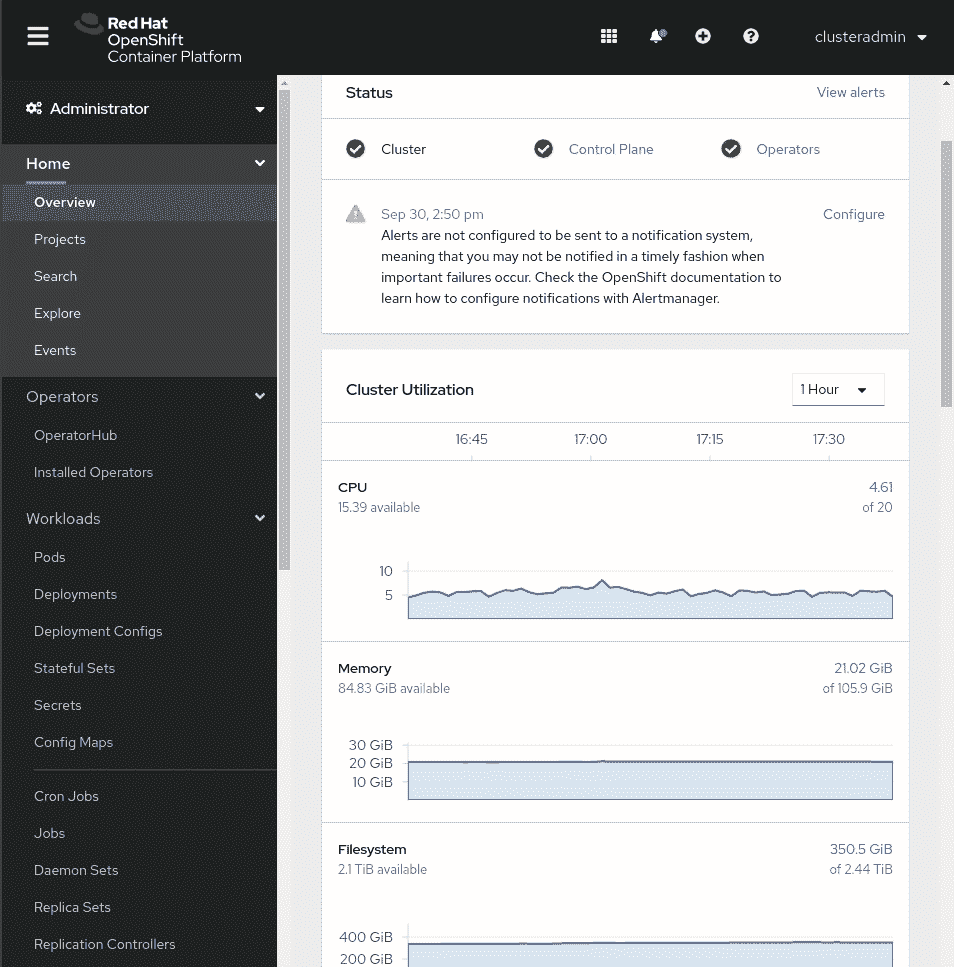 Red Hat
OpenShift
Container Platform
clusteradmin
Administrator
Home
Overview
Projects
Search
Explore
Events
Operators
OperatorHub
Installed Operators
Workloads
Pods
Deployments
Deployment Configs
Stateful Sets
Secrets
Config Maps
Cron Jobs
Jobs
Daemon Sets
Replica Sets
Replication Controllers
Status
View alerts
Cluster
Control Plane
Operators
Sep 30, 2:50 pm
Configure
Alerts are not configured to be sent to a notification system,
meaning that you may not be notified in a timely fashion when
important failures occur. Check the OpenShift documentation to
learn how to configure notifications with Alertmanager.
Cluster Utilization
1 Hour
16:45 17:00 17:15 17:30
CPU
4.61
15.39 available
of 20
10
5
Memory
21.02 GiB
84.83 GiB available
of 105.9 GiB
30 GiB
20 GiB
10 GiB
Filesystem
350.5 GiB
2.1 TiB available
of 2.44 TiB
400 GiB
200 GiB